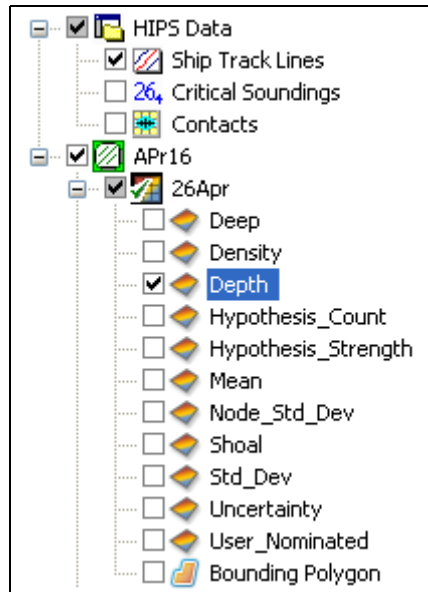 HIPS Data
Ship Track Lines
26₄ Critical Soundings
Contacts
APr16
26Apr
Deep
Density
Depth
Hypothesis_Count
Hypothesis_Strength
Mean
Node_Std_Dev
Shoal
Std_Dev
Uncertainty
User_Nominated
Bounding Polygon